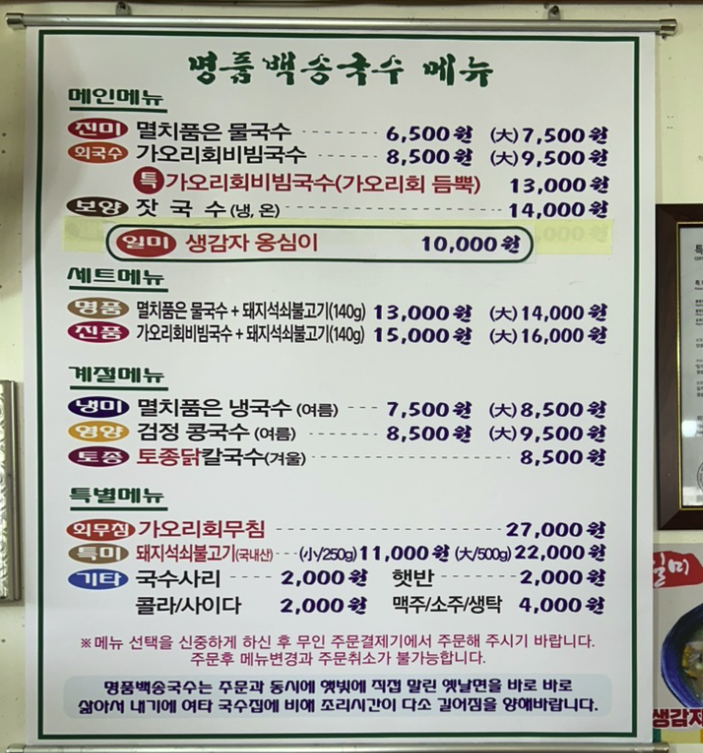 명품백송국수 메뉴
메인메뉴
진미 멸치품은 물국수 ------ 6,500원 (大)7,500원
외국수 가오리회비빔국수 8,500원 (大)9,500원
특 가오리회비빔국수(가오리회 듬뿍) 13,000원
보양 잣 국 수 (냉, 온) ------ 14,000원
일미 생감자 옹심이 10,000원
세트메뉴
명품 멸치품은 물국수 + 돼지석쇠불고기(140g) 13,000원 (大)14,000원
진품 가오리회비빔국수 + 돼지석쇠불고기(140g) 15,000원 (大)16,000원
계절메뉴
냉미 멸치품은 냉국수 (여름) --- 7,500원 (大)8,500원
영양 검정 콩국수 (여름) ------ 8,500원 (大)9,500원
토종 토종닭칼국수(겨울) ------ 8,500원
특별메뉴
회무침 가오리회무침 ------ 27,000원
특미 돼지석쇠불고기(국내산) --- (小/250g)11,000원 (大/500g)22,000원
기타 국수사리 ----- 2,000원 햇반 ------ 2,000원
콜라/사이다 2,000원 맥주/소주/생탁 4,000원
※메뉴 선택을 신중하게 하신 후 무인 주문결제기에서 주문해 주시기 바랍니다.
주문후 메뉴변경과 주문취소가 불가능합니다.
명품백송국수는 주문과 동시에 햇빛에 직접 말린 옛날면을 바로 바로
삶아서 내기에 여타 국수집에 비해 조리시간이 다소 길어짐을 양해바랍니다.
일미
생감자